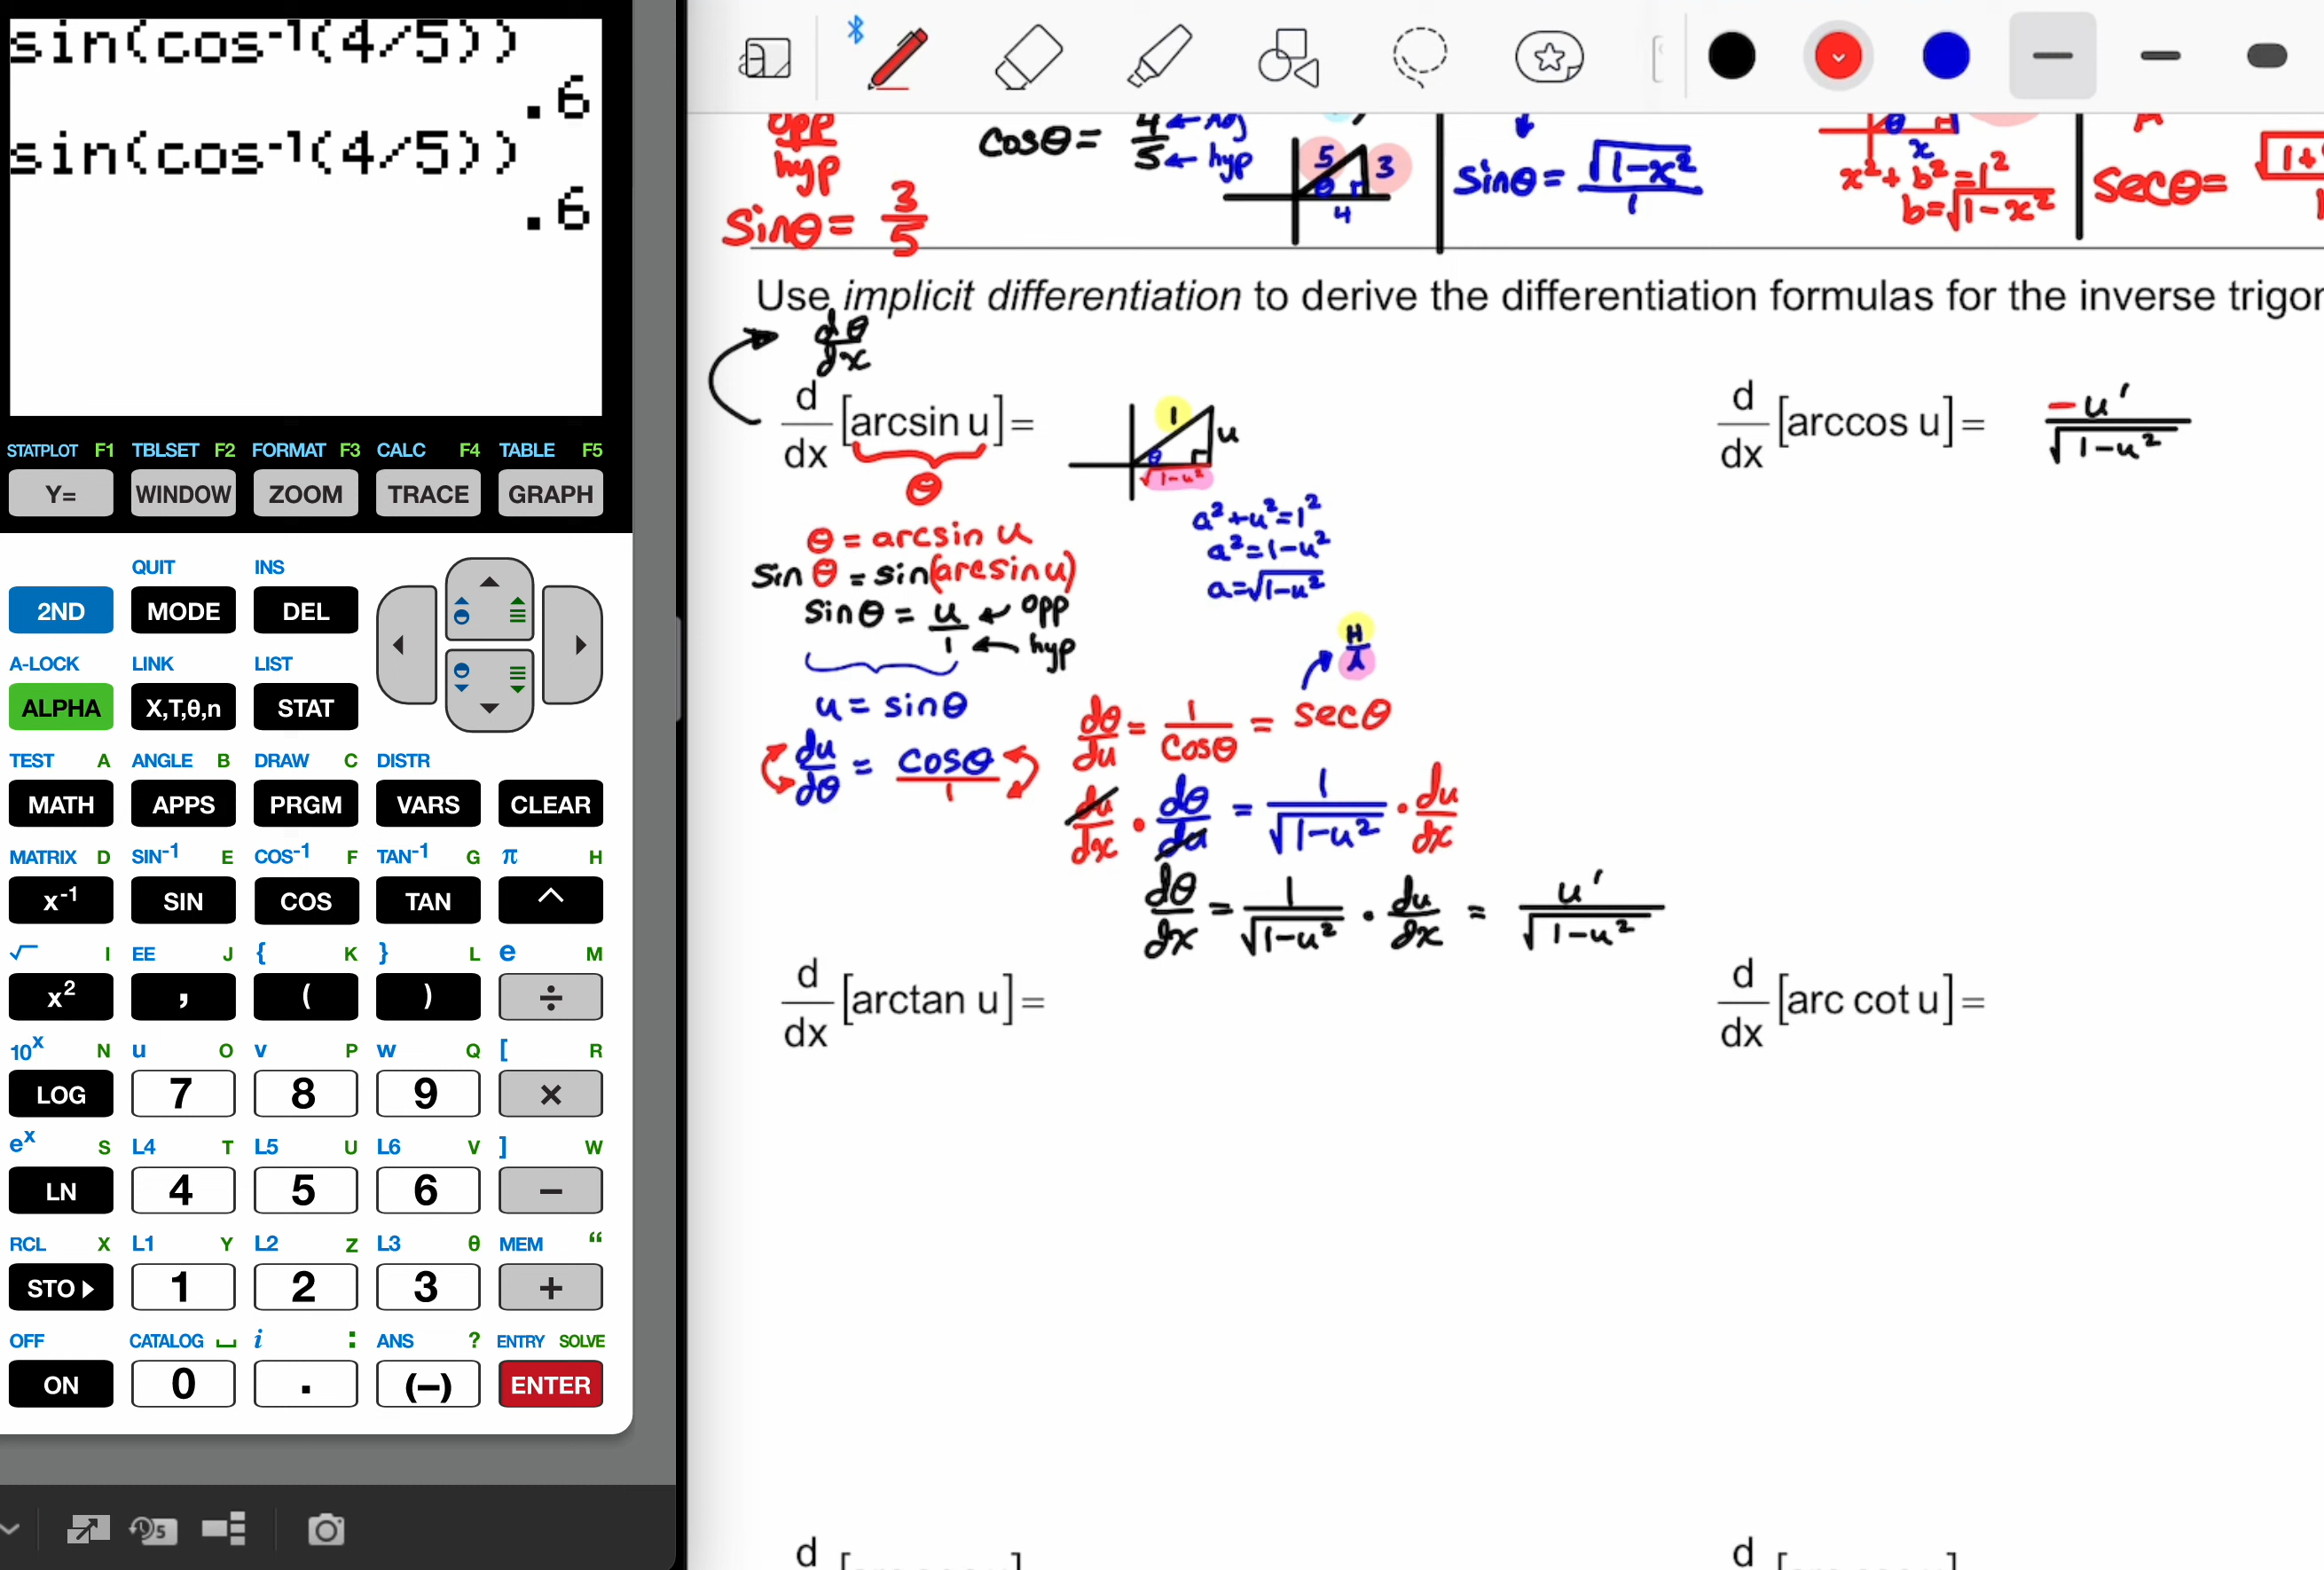 sin(cos⁻¹(4/5))
.6
sin(cos⁻¹(4/5))
.6
STATPLOT F1 TBLSET F2 FORMAT F3 CALC F4 TABLE F5
Y= WINDOW ZOOM TRACE GRAPH
QUIT INS
2ND MODE DEL
A-LOCK LINK LIST
ALPHA X,T,θ,n STAT
TEST A ANGLE B DRAW C DISTR
MATH APPS PRGM VARS CLEAR
MATRIX D SIN⁻¹ E COS⁻¹ F TAN⁻¹ G π H
x⁻¹ SIN COS TAN ^
√ I EE J { K } L e M
x² , ( ) ÷
10ˣ N u O v P w Q [ R
LOG 7 8 9 ×
eˣ S L4 T L5 U L6 V ] W
LN 4 5 6 −
RCL X L1 Y L2 Z L3 θ MEM "
STO▶ 1 2 3 +
OFF CATALOG ⎵ i : ANS ? ENTRY SOLVE
ON 0 . (−) ENTER
5
a
opp
hyp
sinθ = 3/5
cosθ = 4/5 ← Adj ← hyp
5 3 θ 4
sinθ = √(1-x²)/1
θ x
x² + b² = 1²
b = √(1-x²)
secθ = √1+
Use implicit differentiation to derive the differentiation formulas for the inverse trigon
dθ/dx
d/dx [arcsin u] =
θ
1 u θ √(1-u²)
θ = arcsin u
sin θ = sin(arcsin u)
sin θ = u/1 ← opp ← hyp
u = sinθ
du/dθ = cosθ/1
a² + u² = 1²
a² = 1-u²
a = √(1-u²)
H/A
dθ/du = 1/cosθ = secθ
du/dx · dθ/du = 1/√(1-u²) · du/dx
dθ/dx = 1/√(1-u²) · du/dx = u'/√(1-u²)
d/dx [arccos u] = -u'/√(1-u²)
d/dx [arctan u] =
d/dx [arc cot u] =
d
d